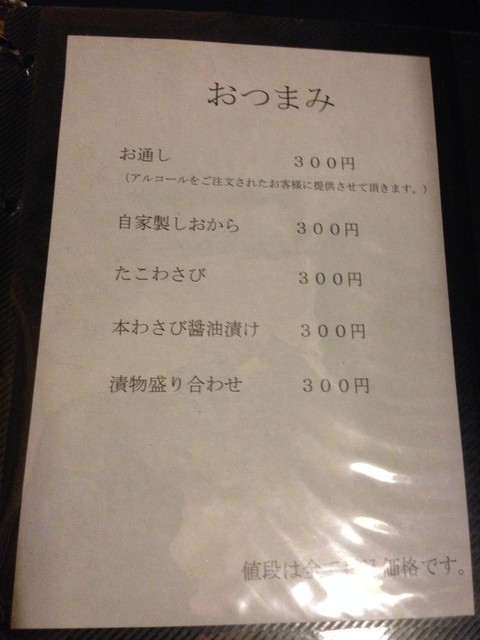 おつまみ
お通し 300円
(アルコールをご注文されたお客様に提供させて頂きます。)
自家製しおから 300円
たこわさび 300円
本わさび醤油漬け 300円
漬物盛り合わせ 300円
値段は全て 価格です。